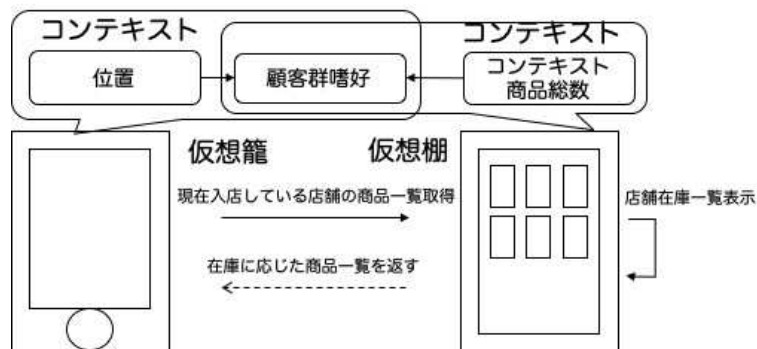 コンテキスト
コンテキスト
位置
顧客群嗜好
コンテキスト
商品総数
仮想籠
仮想棚
現在入店している店舗の商品一覧取得
店舗在庫一覧表示
在庫に応じた商品一覧を返す